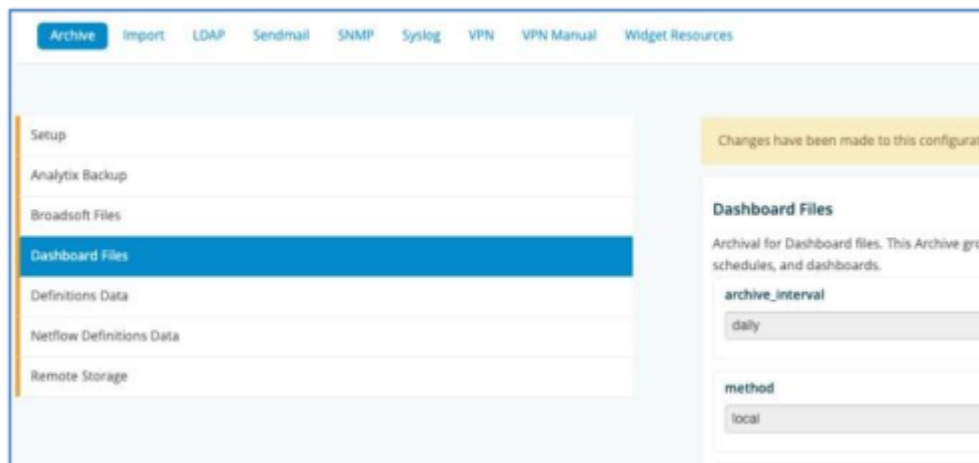 Archive Import LDAP Sendmail SNMP Syslog VPN VPN Manual Widget Resources
Setup
Analytix Backup
Broadsoft Files
Dashboard Files
Definitions Data
Netflow Definitions Data
Remote Storage
Changes have been made to this configurat
Dashboard Files
Archival for Dashboard files. This Archive gro
schedules, and dashboards.
archive_interval
daily
method
local